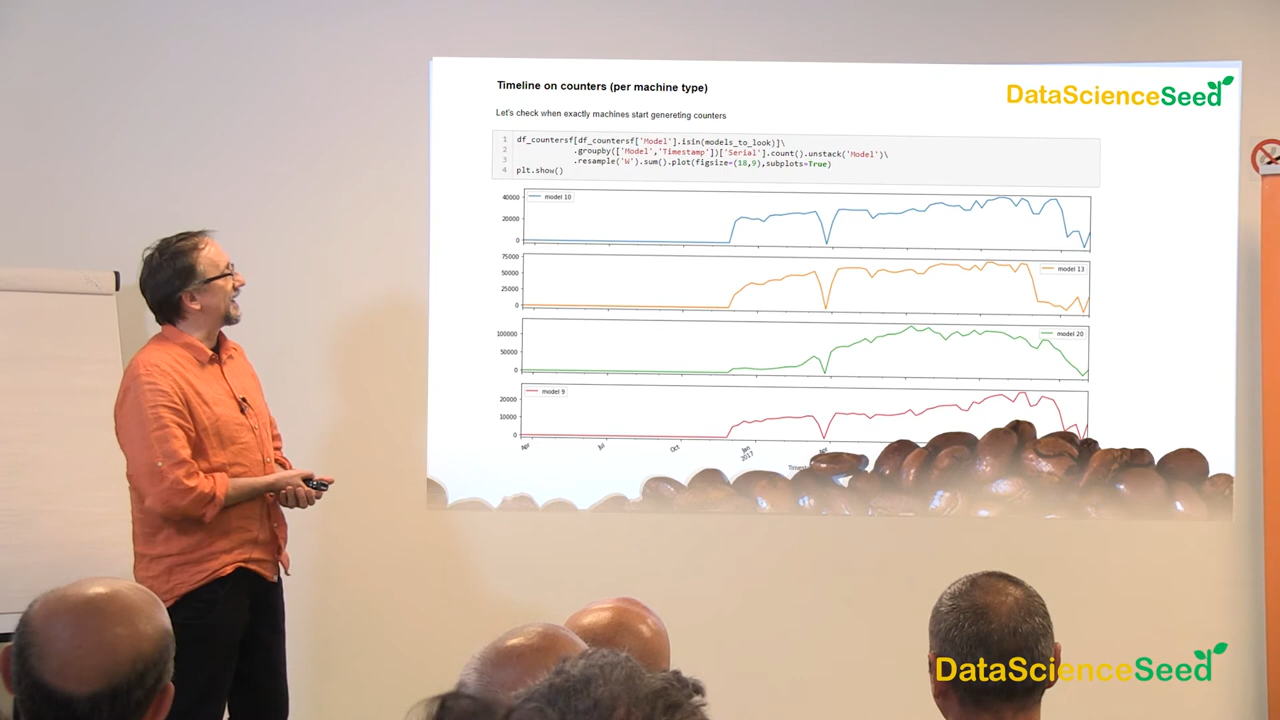 Timeline on counters (per machine type)
DataScienceSeed
Let's check when exactly machines start genereting counters
1 df_countersf[df_countersf['Model'].isin(models_to_look)]\
2 .groupby(['Model','Timestamp'])['Serial'].count().unstack('Model')\
3 .resample('W').sum().plot(figsize=(18,9),subplots=True)
4 plt.show()
40000
20000
0
model 10
75000
50000
25000
0
model 13
100000
50000
0
model 20
20000
10000
0
model 9
Apr
Jul
Oct
Jan
2017
Apr
DataScienceSeed